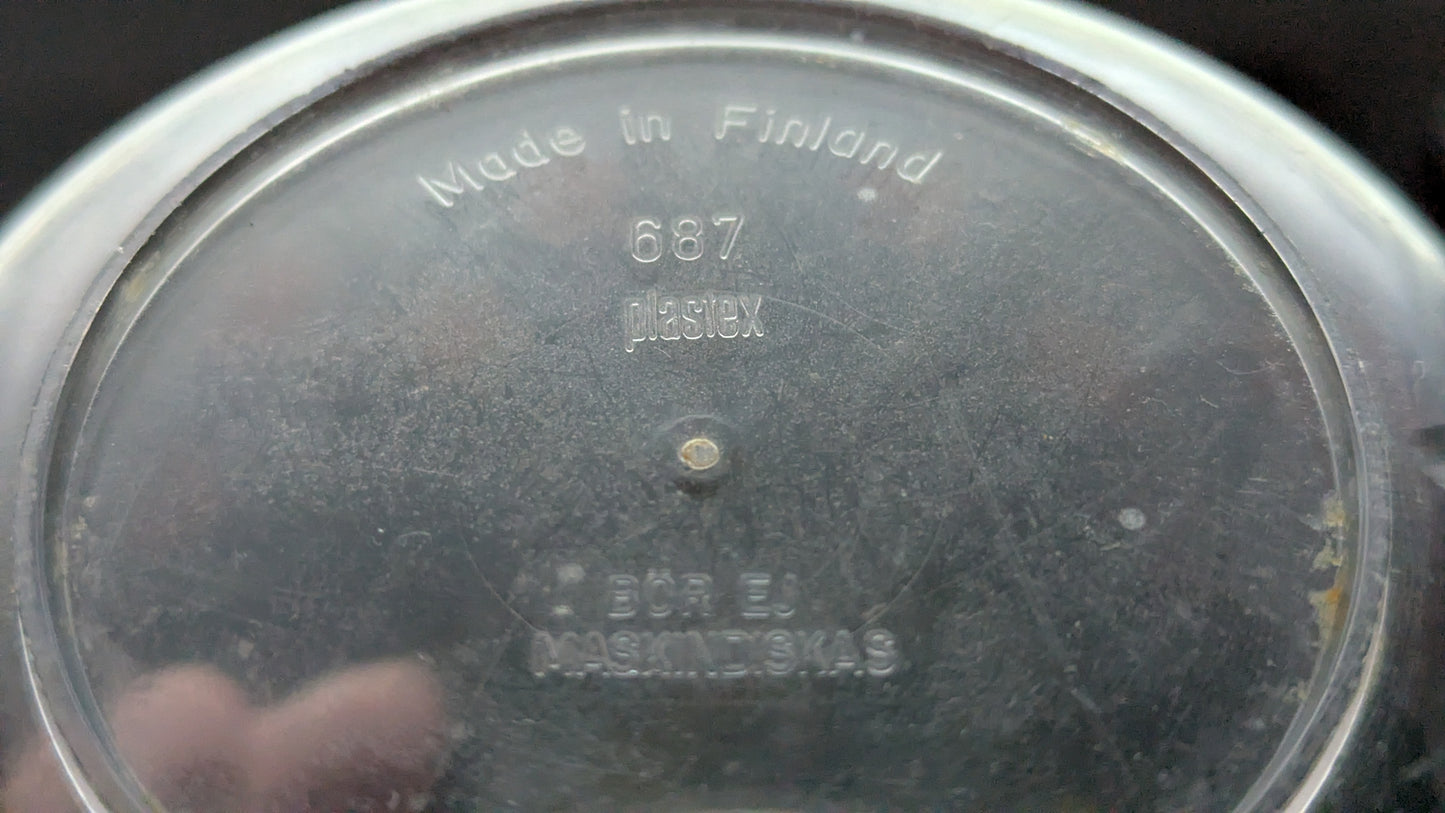 Made in Finland
687
plastex
BÖR EJ
MASKINDISKAS